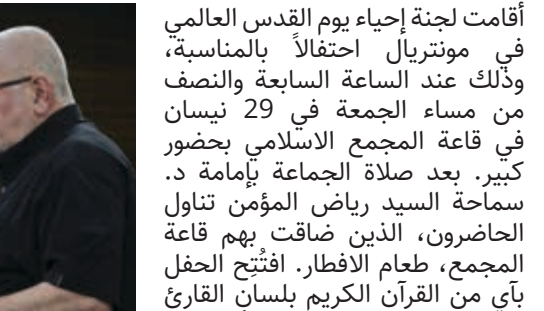 أقامت لجنة إحياء يوم القدس العالمي
في مونتريال احتفالاً بالمناسبة،
وذلك عند الساعة السابعة والنصف
من مساء الجمعة في 29 نيسان
في قاعة المجمع الاسلامي بحضور
كبير. بعد صلاة الجماعة بإمامة د.
سماحة السيد رياض المؤمن تناول
الحاضرون، الذين ضاقت بهم قاعة
المجمع، طعام الافطار. افتُتِح الحفل
بآي من القرآن الكريم بلسان القارئ